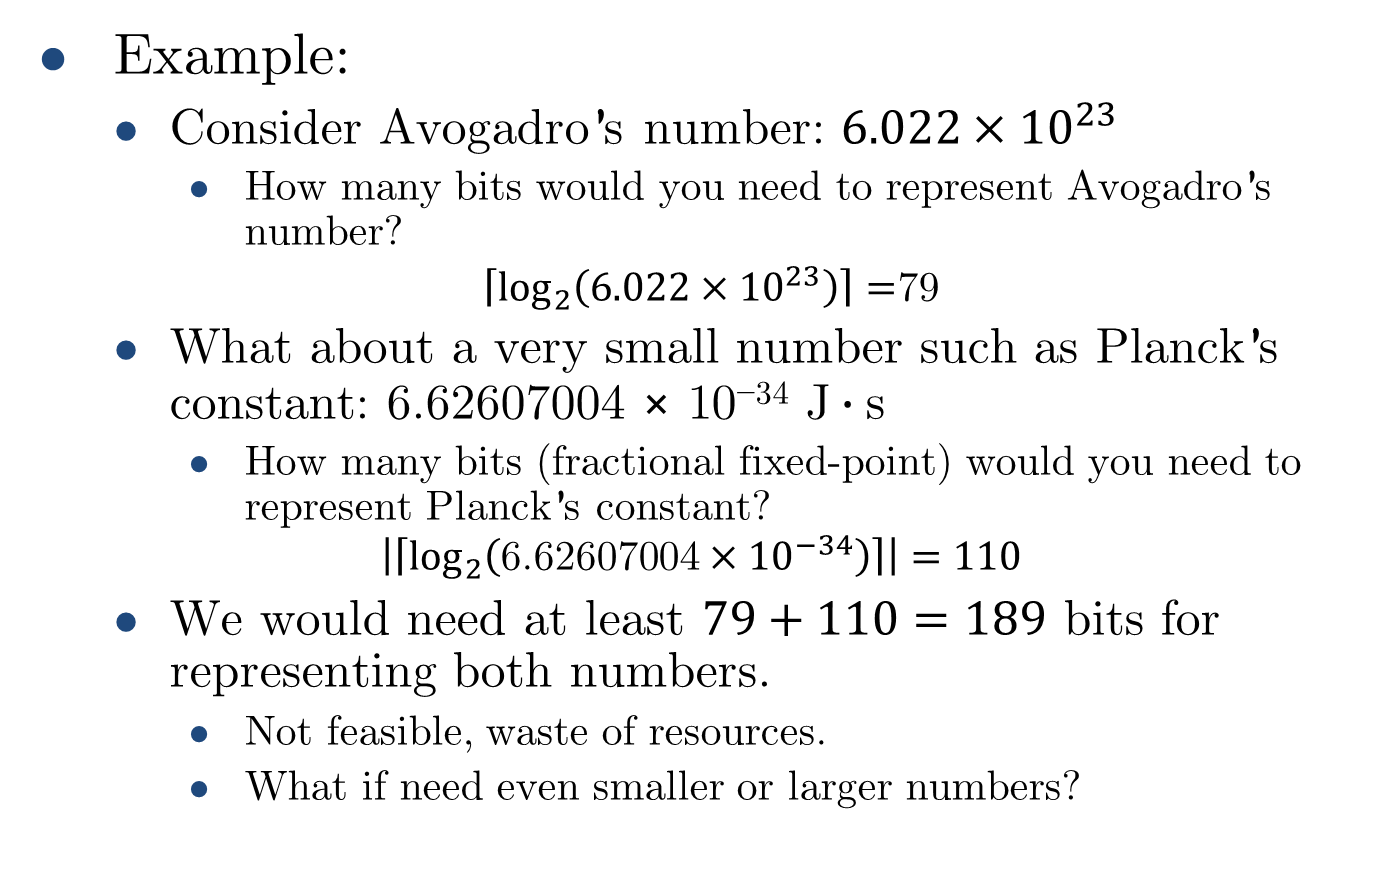 • Example:
• Consider Avogadro's number: 6.022 × 10²³
• How many bits would you need to represent Avogadro's
number?
⌈log₂(6.022 × 10²³)⌉ =79
• What about a very small number such as Planck's
constant: 6.62607004 × 10⁻³⁴ J · s
• How many bits (fractional fixed-point) would you need to
represent Planck's constant?
|⌈log₂(6.62607004 × 10⁻³⁴)⌉| = 110
• We would need at least 79 + 110 = 189 bits for
representing both numbers.
• Not feasible, waste of resources.
• What if need even smaller or larger numbers?